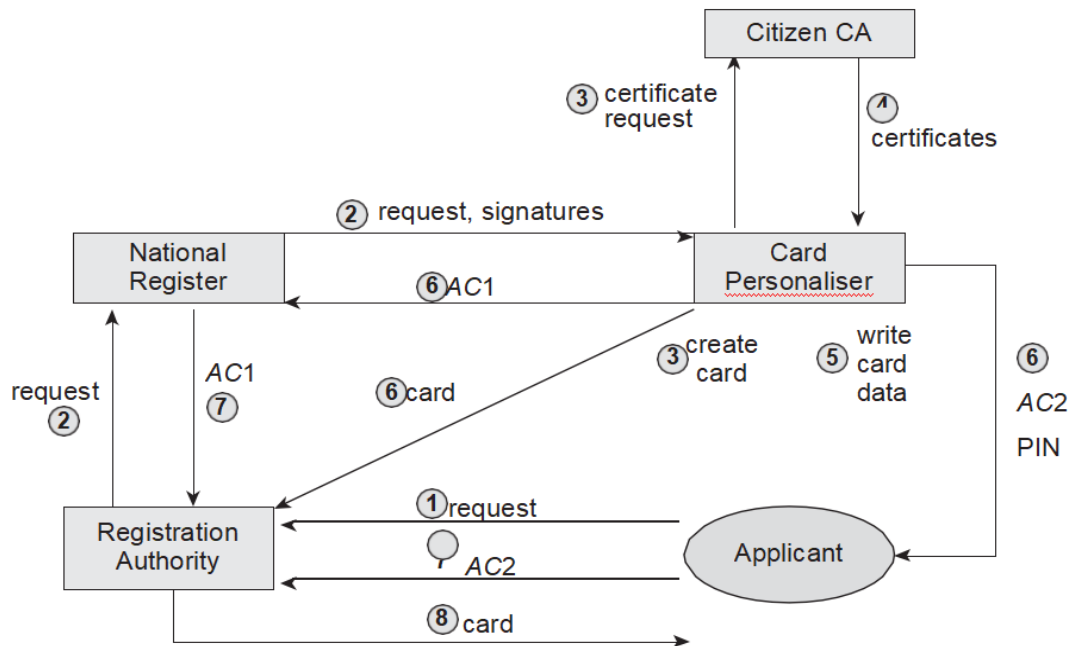 Citizen CA
3 certificate
request
4
certificates
2 request, signatures
National
Register
Card
Personaliser
6 AC1
3 create
card
5 write
card
data
6
AC2
PIN
request
2
AC1
7
6 card
1 request
Registration
Authority
Applicant
AC2
8 card